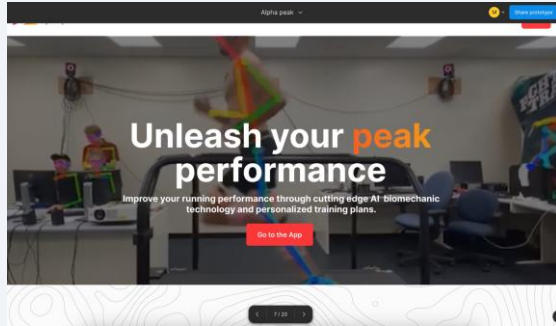 Alpha peak
M
Share prototype
Unleash your peak
performance
Improve your running performance through cutting edge AI biomechanic
technology and personalized training plans.
Go to the App
7 / 20